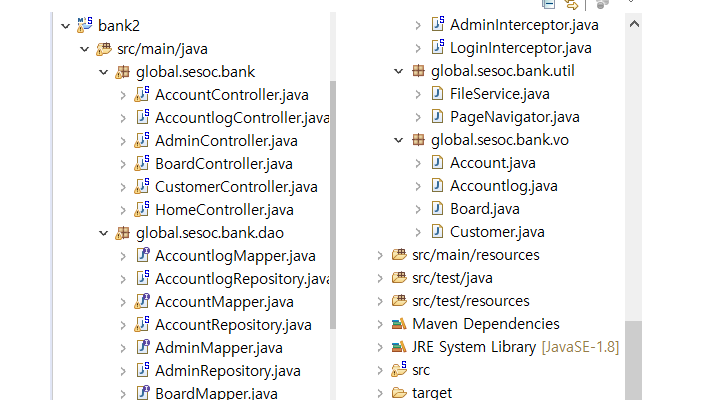 bank2
src/main/java
global.sesoc.bank
AccountController.java
AccountlogController.java
AdminController.java
BoardController.java
CustomerController.java
HomeController.java
global.sesoc.bank.dao
AccountlogMapper.java
AccountlogRepository.java
AccountMapper.java
AccountRepository.java
AdminMapper.java
AdminRepository.java
BoardMapper.java
AdminInterceptor.java
LoginInterceptor.java
global.sesoc.bank.util
FileService.java
PageNavigator.java
global.sesoc.bank.vo
Account.java
Accountlog.java
Board.java
Customer.java
src/main/resources
src/test/java
src/test/resources
Maven Dependencies
JRE System Library [JavaSE-1.8]
src
target